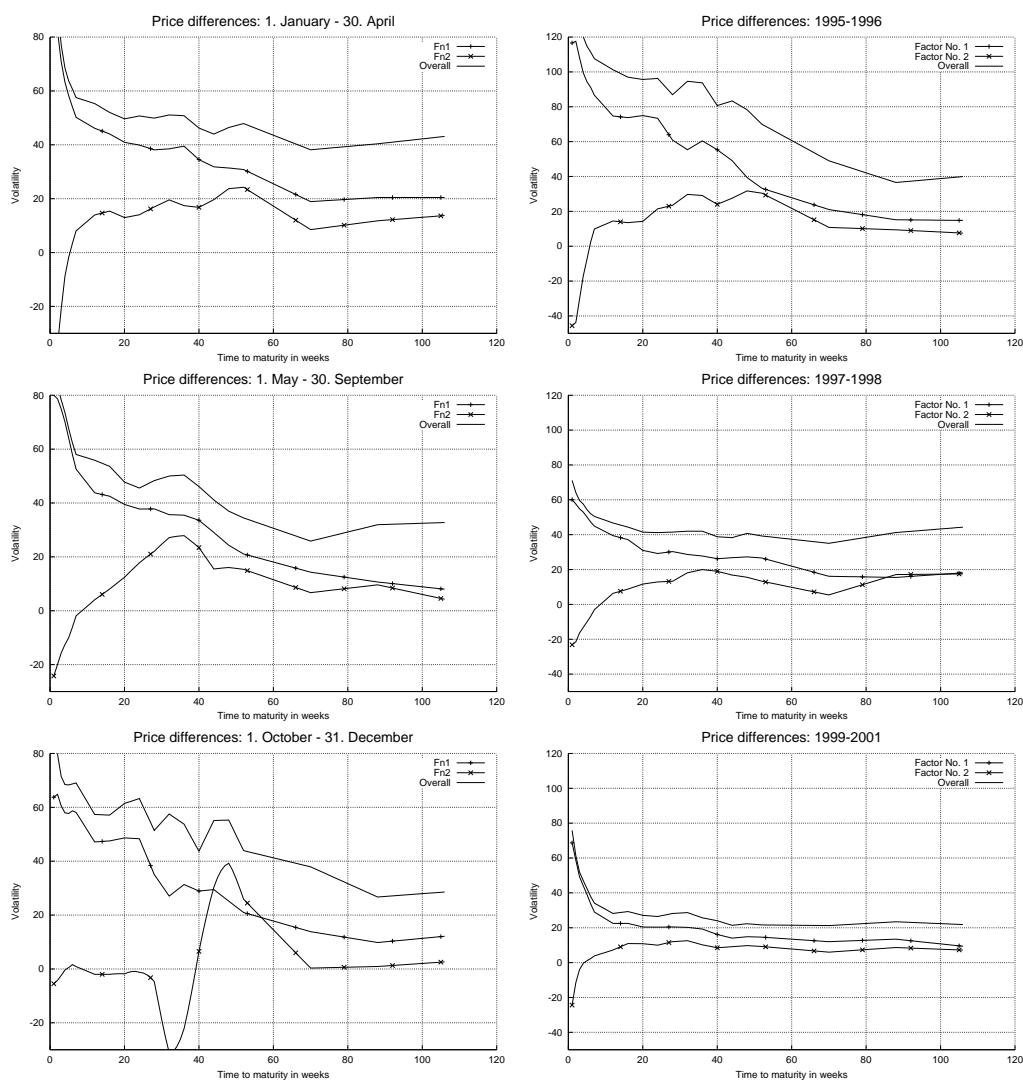 Price differences: 1. January - 30. April
80
60
40
20
0
-20
Volatility
0 20 40 60 80 100 120
Time to maturity in weeks
Fn1
Fn2
Overall
Price differences: 1995-1996
120
100
80
60
40
20
0
-20
-40
Volatility
0 20 40 60 80 100 120
Time to maturity in weeks
Factor No. 1
Factor No. 2
Overall
Price differences: 1. May - 30. September
80
60
40
20
0
-20
Volatility
0 20 40 60 80 100 120
Time to maturity in weeks
Fn1
Fn2
Overall
Price differences: 1997-1998
120
100
80
60
40
20
0
-20
-40
Volatility
0 20 40 60 80 100 120
Time to maturity in weeks
Factor No. 1
Factor No. 2
Overall
Price differences: 1. October - 31. December
80
60
40
20
0
-20
Volatility
0 20 40 60 80 100 120
Time to maturity in weeks
Fn1
Fn2
Overall
Price differences: 1999-2001
120
100
80
60
40
20
0
-20
-40
Volatility
0 20 40 60 80 100 120
Time to maturity in weeks
Factor No. 1
Factor No. 2
Overall